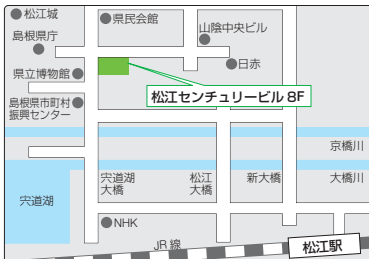 松江城
県民会館
島根県庁
山陰中央ビル
県立博物館
日赤
松江センチュリービル 8F
島根県市町村
振興センター
京橋川
宍道湖
大橋
松江
大橋
新大橋
大橋川
宍道湖
NHK
JR 線
松江駅